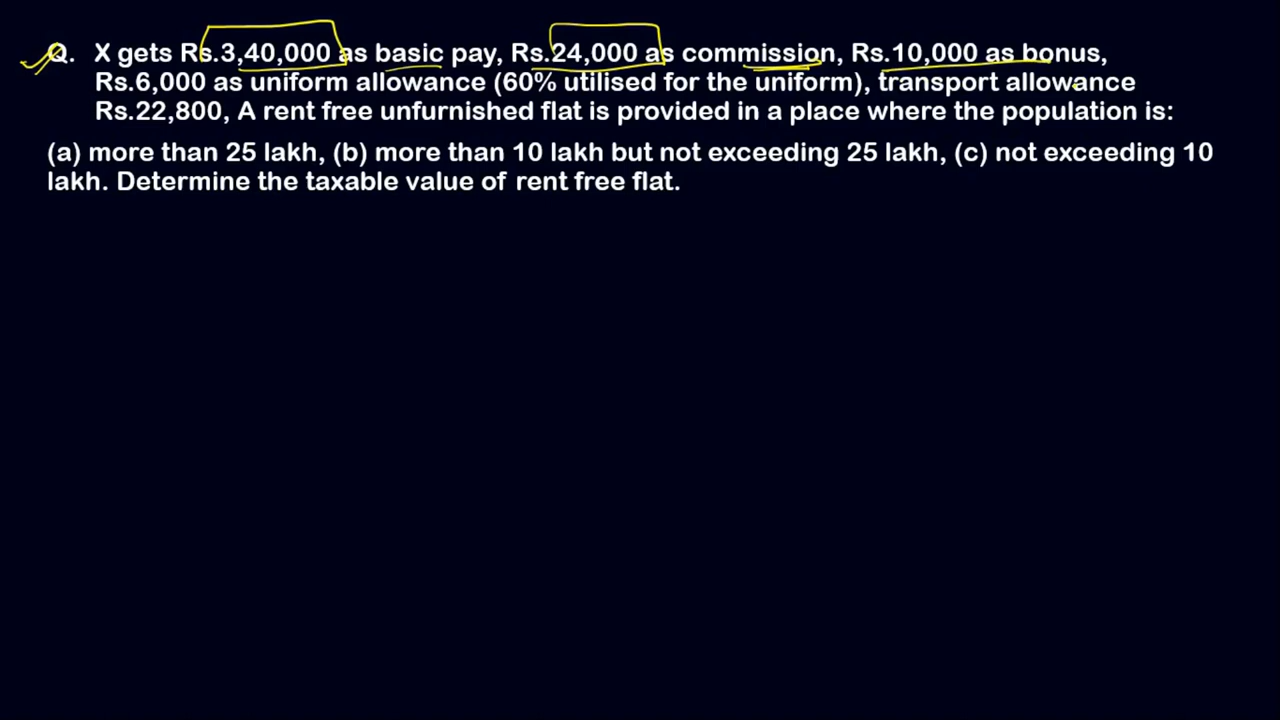 Q. X gets Rs.3,40,000 as basic pay, Rs.24,000 as commission, Rs.10,000 as bonus,
Rs.6,000 as uniform allowance (60% utilised for the uniform), transport allowance
Rs.22,800, A rent free unfurnished flat is provided in a place where the population is:
(a) more than 25 lakh, (b) more than 10 lakh but not exceeding 25 lakh, (c) not exceeding 10
lakh. Determine the taxable value of rent free flat.